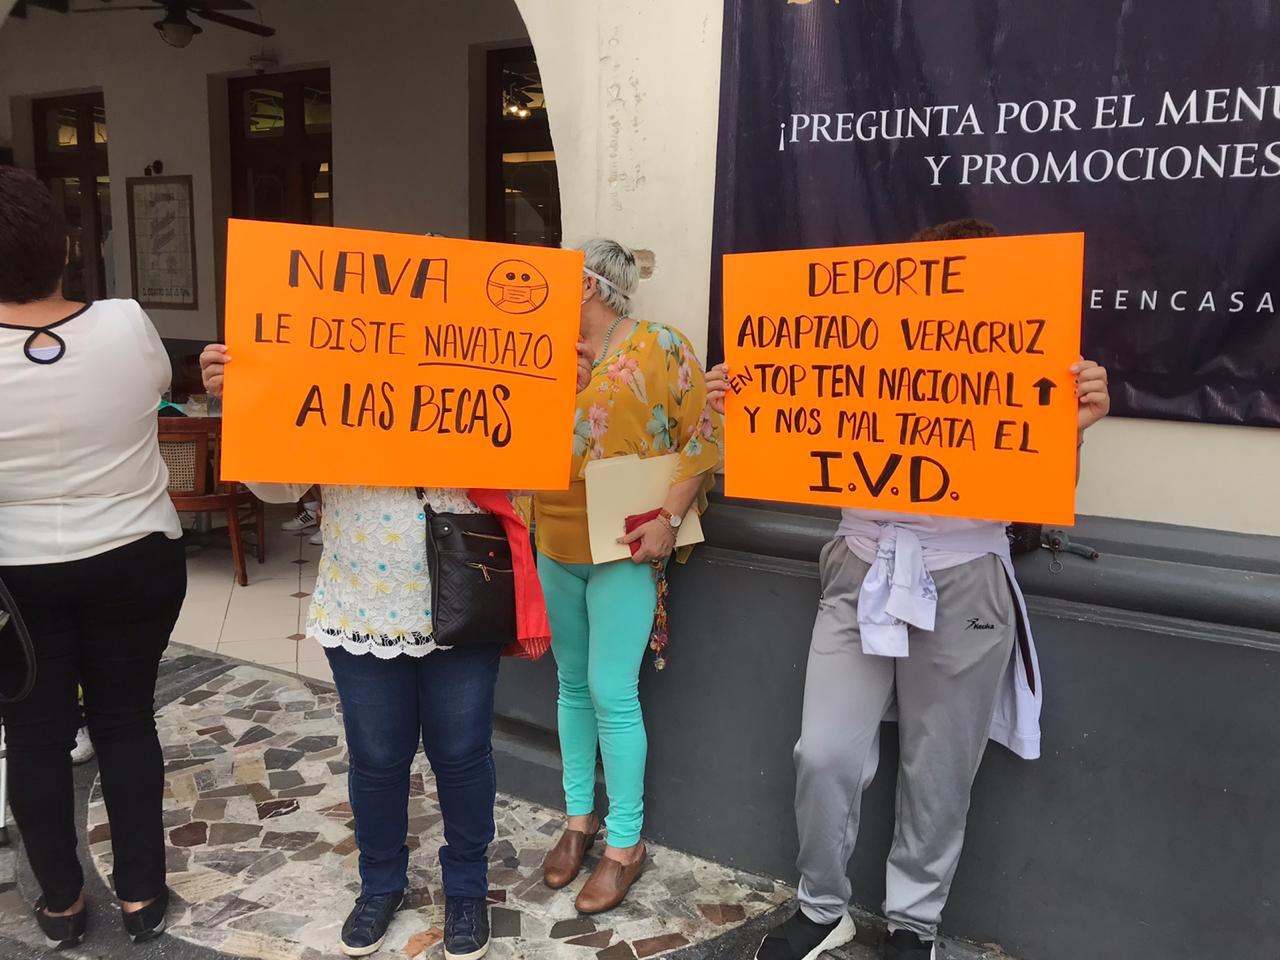 NAVA
LE DISTE NAVAJAZO
A LAS BECAS
¡PREGUNTA POR EL MENU
Y PROMOCIONES
EENCASA
DEPORTE
ADAPTADO VERACRUZ
EN TOP TEN NACIONAL ↑
Y NOS MAL TRATA EL
I.V.D.
Keuka